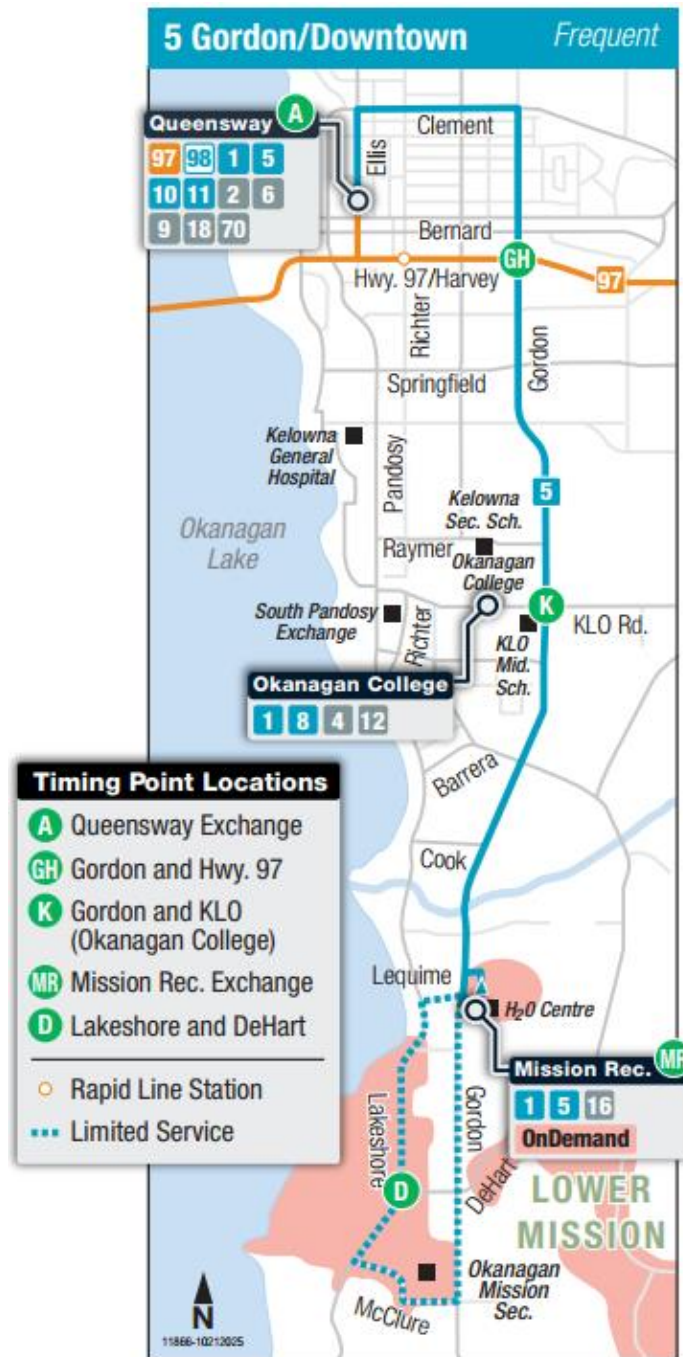 5 Gordon/Downtown Frequent
Queensway A
97 98 1 5
10 11 2 6
9 18 70
Clement
Ellis
Bernard
GH
Hwy. 97/Harvey
97
Richter
Gordon
Springfield
Kelowna
General
Hospital
Pandosy
5
Kelowna
Sec. Sch.
Okanagan
Lake
Raymer
Okanagan
College
K
KLO Rd.
South Pandosy
Exchange
Richter
KLO
Mid.
Sch.
Okanagan College
1 8 4 12
Barrera
Cook
Timing Point Locations
A Queensway Exchange
GH Gordon and Hwy. 97
K Gordon and KLO
(Okanagan College)
MR Mission Rec. Exchange
D Lakeshore and DeHart
Rapid Line Station
Limited Service
Lequime
H₂0 Centre
Mission Rec. MR
1 5 16
OnDemand
Lakeshore
Gordon
DeHart
D
LOWER
MISSION
Okanagan
Mission
Sec.
McClure
N
11866-10212025